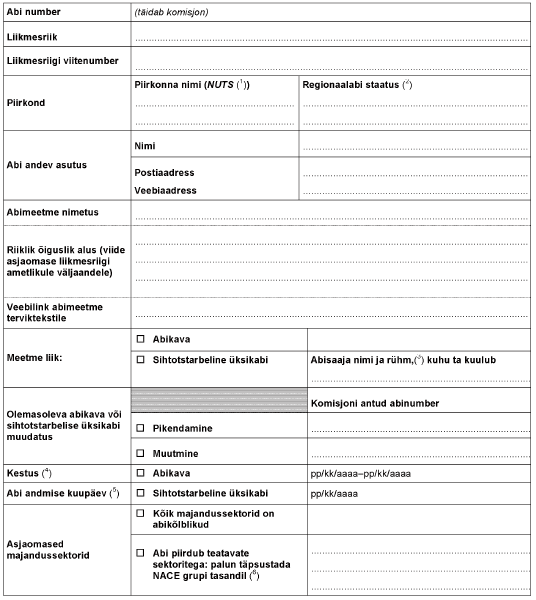 Abi number
(täidab komisjon)
Liikmesriik
Liikmesriigi viitenumber
Piirkond
Piirkonna nimi (NUTS (1))
Regionaalabi staatus (2)
Abi andev asutus
Nimi
Postiaadress
Veebiaadress
Abimeetme nimetus
Riiklik õiguslik alus (viide
asjaomase liikmesriigi
ametlikule väljaandele)
Veebilink abimeetme
terviktekstile
Meetme liik:
Abikava
Sihtotstarbeline üksikabi
Abisaaja nimi ja rühm,(3) kuhu ta kuulub
Olemasoleva abikava või
sihtotstarbelise üksikabi
muudatus
Komisjoni antud abinumber
Pikendamine
Muutmine
Kestus (4)
Abikava
pp/kk/aaaa–pp/kk/aaaa
Abi andmise kuupäev (5)
Sihtotstarbeline üksikabi
pp/kk/aaaa
Asjaomased
majandussektorid
Kõik majandussektorid on
abikõlblikud
Abi piirdub teatavate
sektoritega: palun täpsustada
NACE grupi tasandil (6)